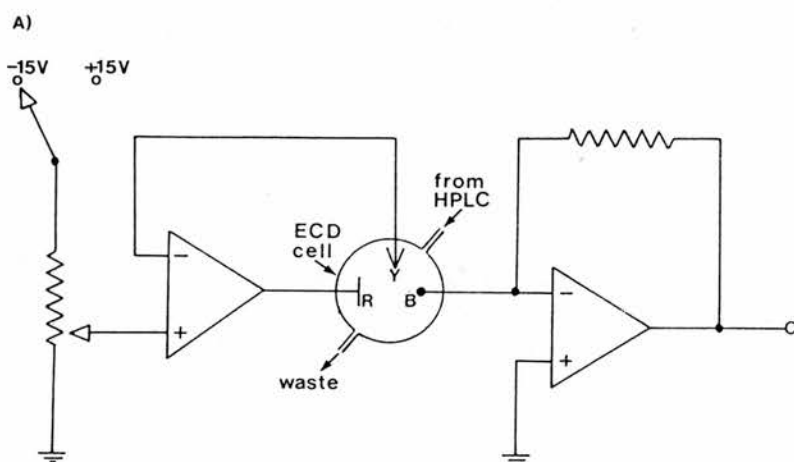 A)
-15V +15V
from
HPLC
ECD
cell
-
+
Y
R
B
-
+
waste